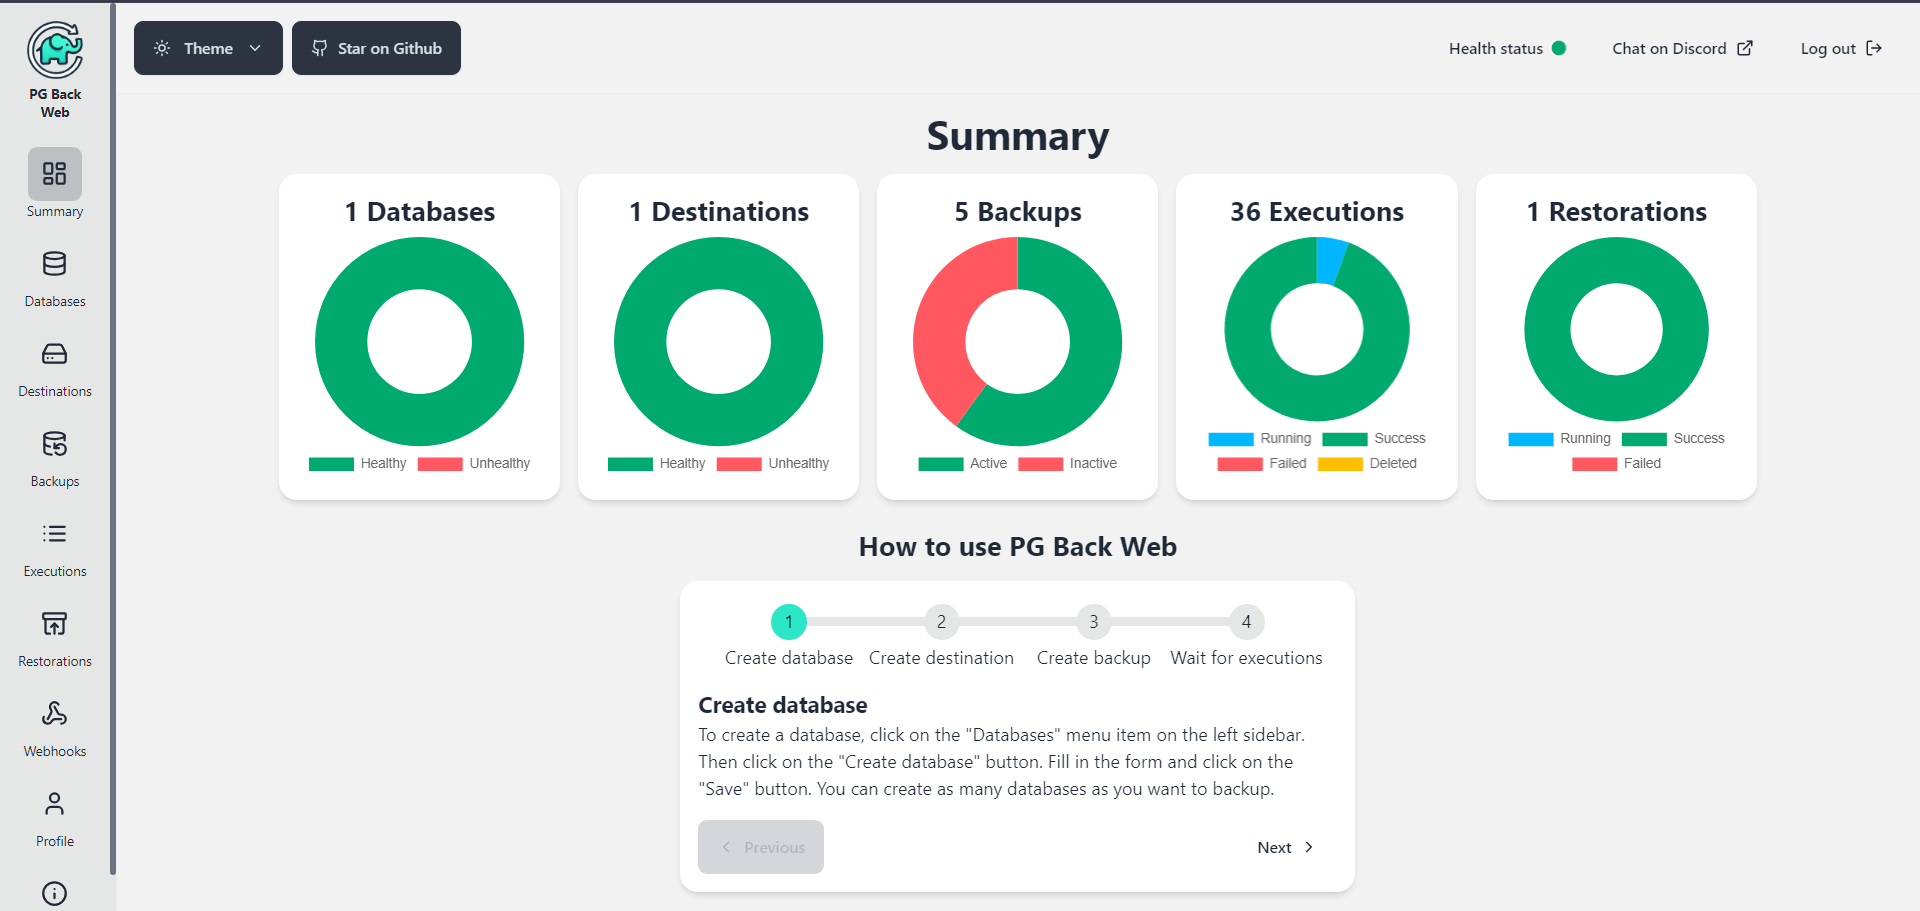 PG Back
Web
Summary
Databases
Destinations
Backups
Executions
Restorations
Webhooks
Profile
Theme
Star on Github
Health status
Chat on Discord
Log out
Summary
1 Databases
Healthy
Unhealthy
1 Destinations
Healthy
Unhealthy
5 Backups
Active
Inactive
36 Executions
Running
Success
Failed
Deleted
1 Restorations
Running
Success
Failed
How to use PG Back Web
1
2
3
4
Create database
Create destination
Create backup
Wait for executions
Create database
To create a database, click on the "Databases" menu item on the left sidebar.
Then click on the "Create database" button. Fill in the form and click on the
"Save" button. You can create as many databases as you want to backup.
Previous
Next